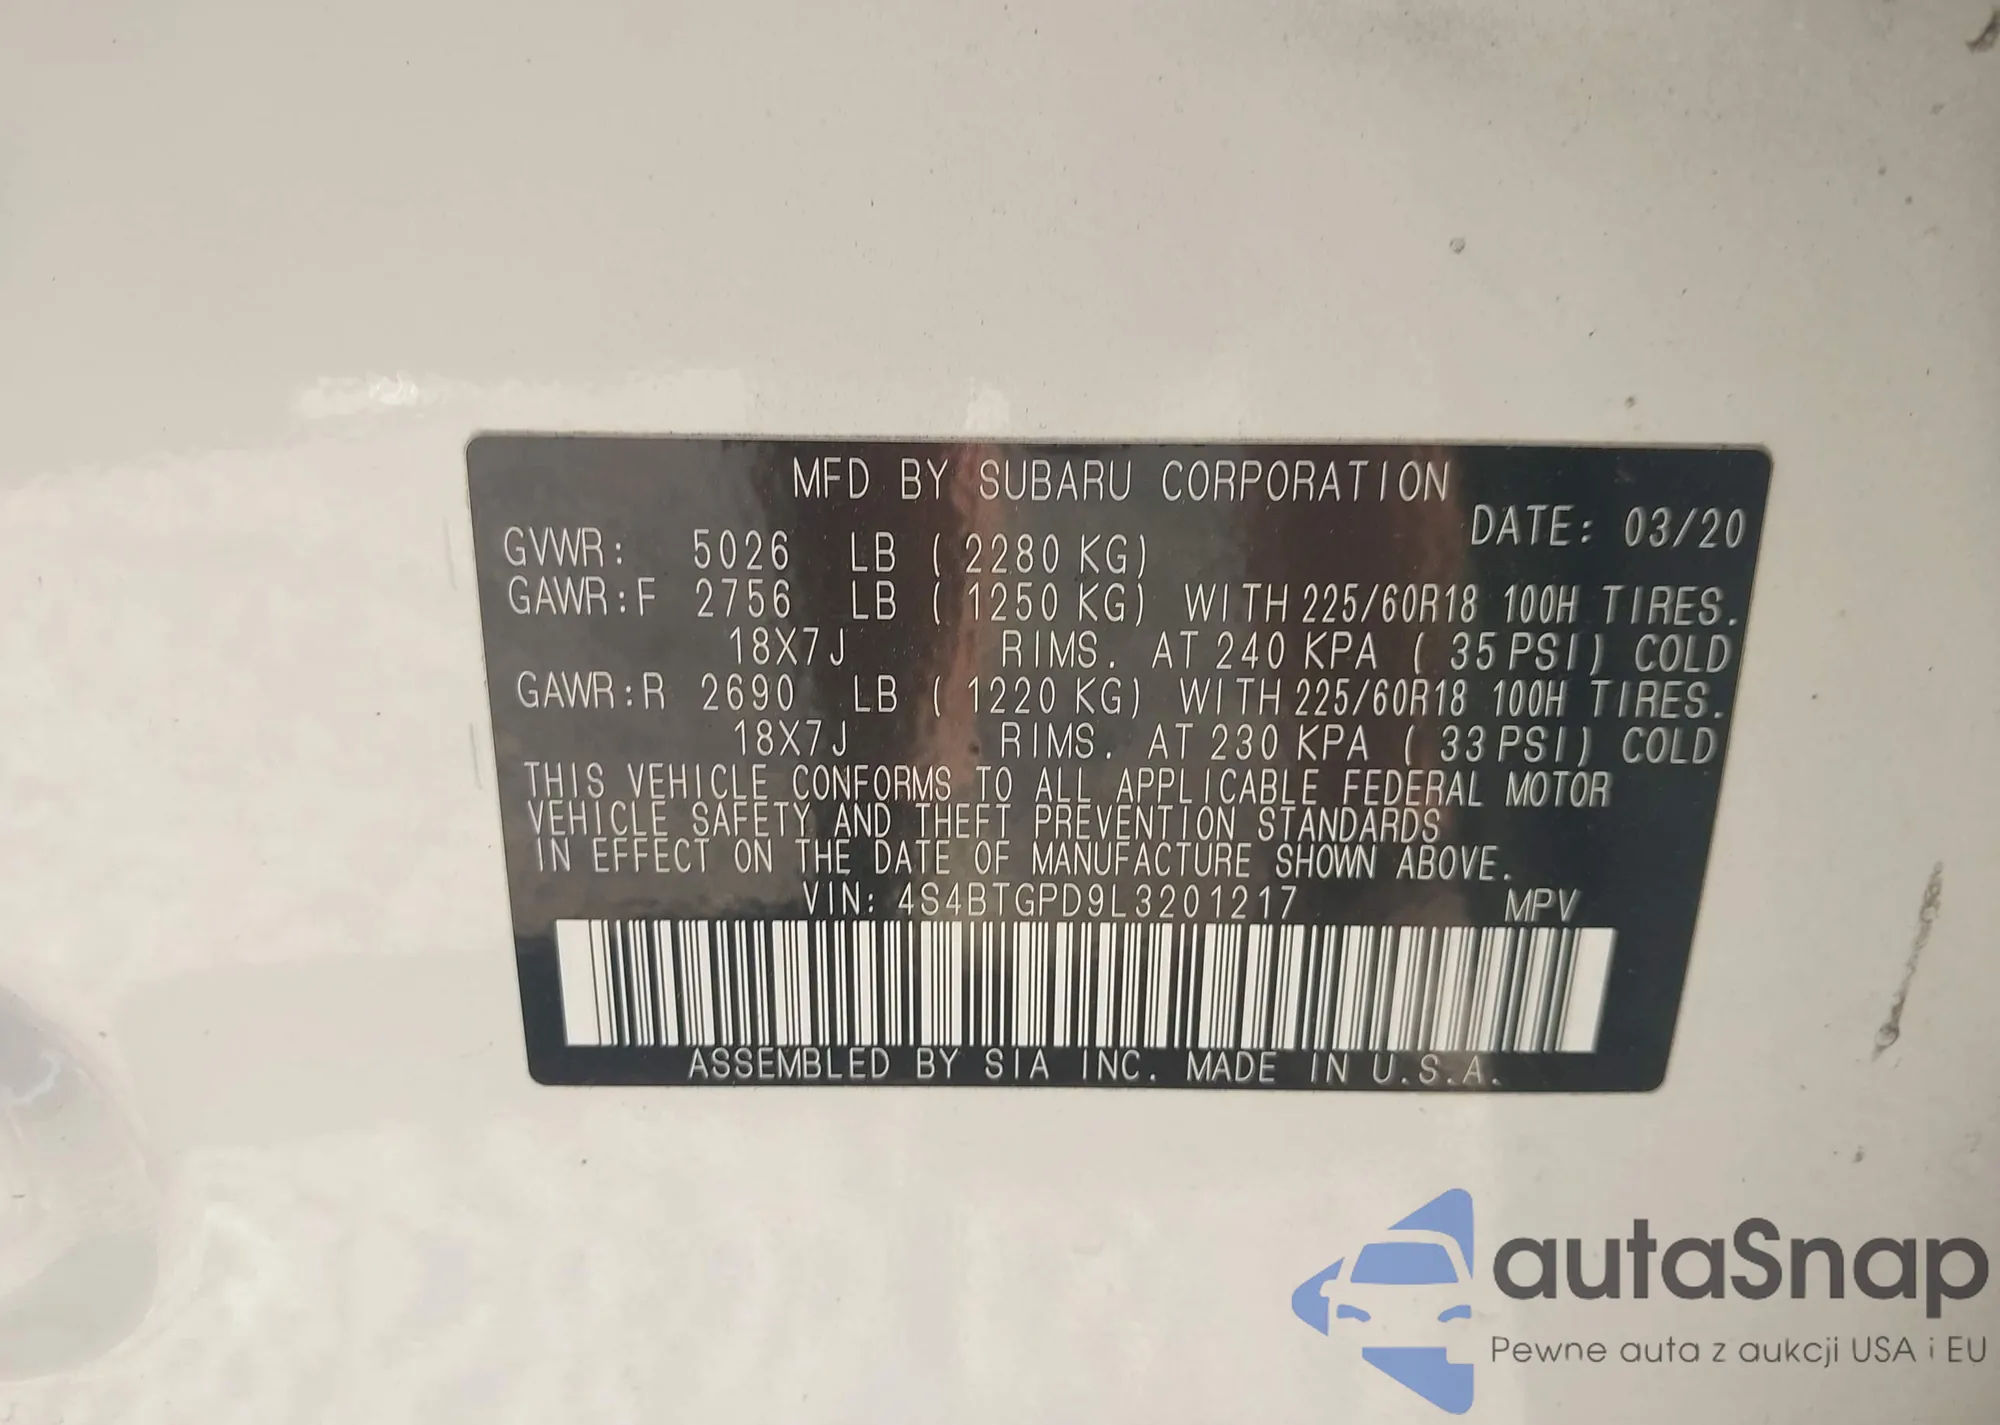 MFD BY SUBARU CORPORATION
DATE: 03/20
GVWR: 5026 LB ( 2280 KG)
GAWR:F 2756 LB ( 1250 KG) WITH 225/60R18 100H TIRES.
18X7J RIMS. AT 240 KPA ( 35 PSI) COLD
GAWR:R 2690 LB ( 1220 KG) WITH 225/60R18 100H TIRES.
18X7J RIMS. AT 230 KPA ( 33 PSI) COLD
THIS VEHICLE CONFORMS TO ALL APPLICABLE FEDERAL MOTOR
VEHICLE SAFETY AND THEFT PREVENTION STANDARDS
IN EFFECT ON THE DATE OF MANUFACTURE SHOWN ABOVE.
VIN: 4S4BTGPD9L3201217 MPV
ASSEMBLED BY SIA INC. MADE IN U.S.A.
autaSnap
Pewne auta z aukcji USA i EU